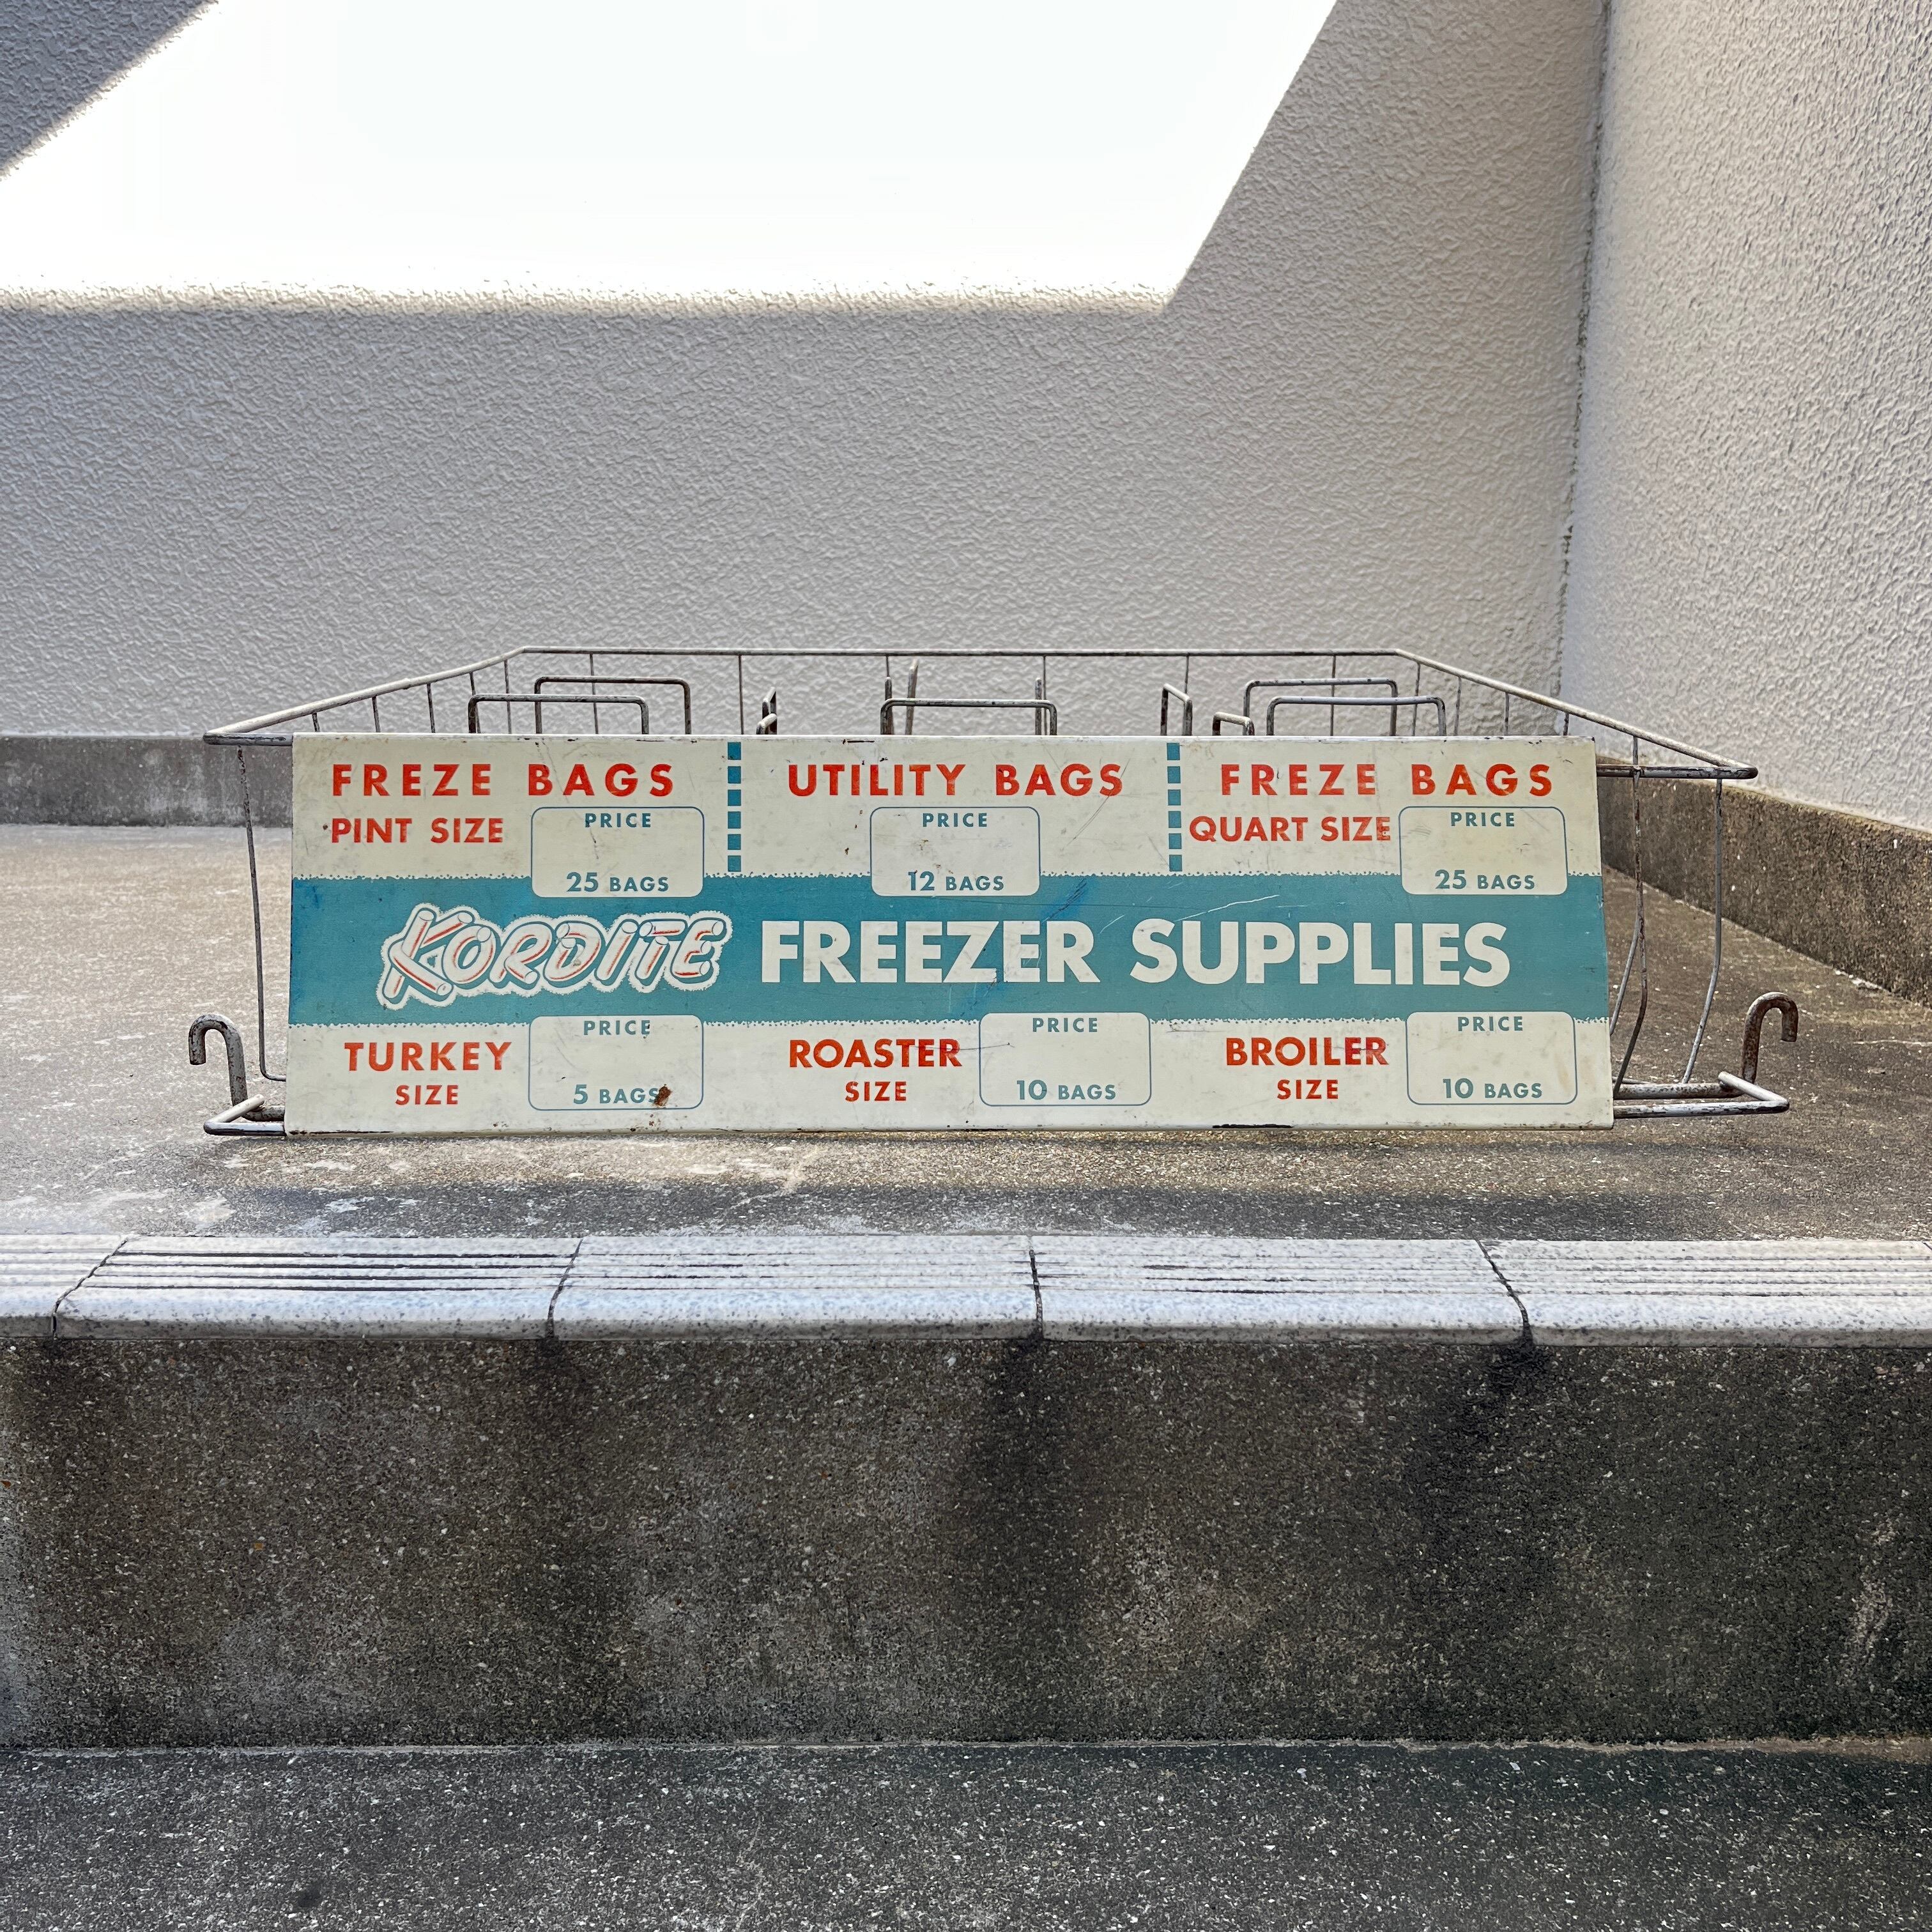 FREZE BAGS
PINT SIZE
PRICE
25 BAGS
UTILITY BAGS
PRICE
12 BAGS
FREZE BAGS
QUART SIZE
PRICE
25 BAGS
KORDITE FREEZER SUPPLIES
TURKEY
SIZE
PRICE
5 BAGS
ROASTER
SIZE
PRICE
10 BAGS
BROILER
SIZE
PRICE
10 BAGS